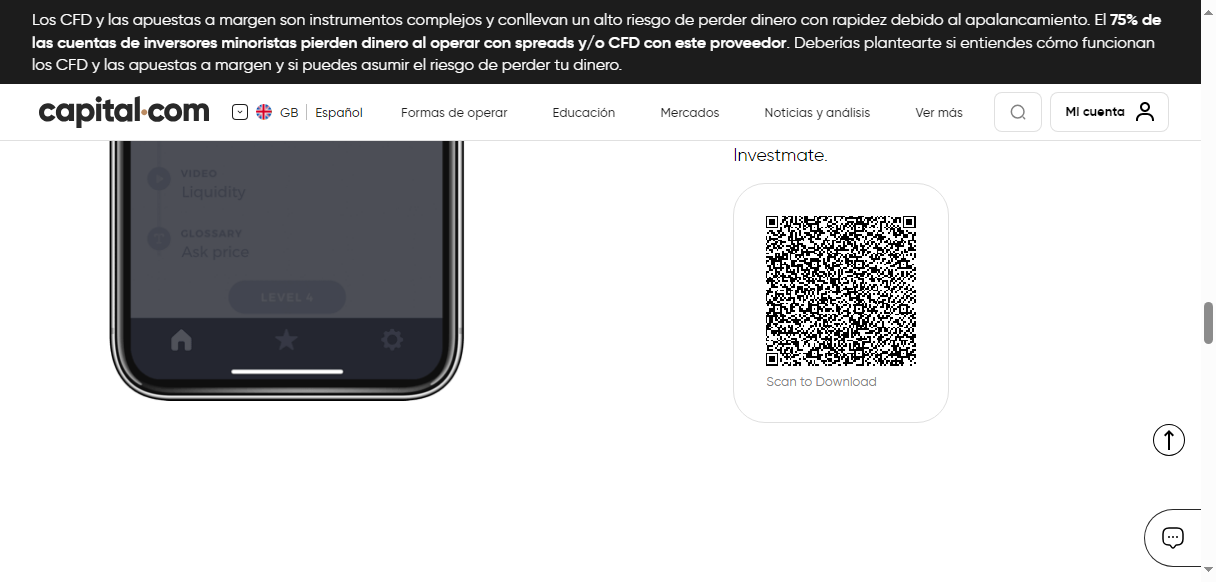 Los CFD y las apuestas a margen son instrumentos complejos y conllevan un alto riesgo de perder dinero con rapidez debido al apalancamiento. El 75% de
las cuentas de inversores minoristas pierden dinero al operar con spreads y/o CFD con este proveedor. Deberías plantearte si entiendes cómo funcionan
los CFD y las apuestas a margen y si puedes asumir el riesgo de perder tu dinero.
capital.com
GB
Español
Formas de operar
Educación
Mercados
Noticias y análisis
Ver más
Mi cuenta
Investmate.
VIDEO
Liquidity
GLOSSARY
Ask price
LEVEL 4
Scan to Download